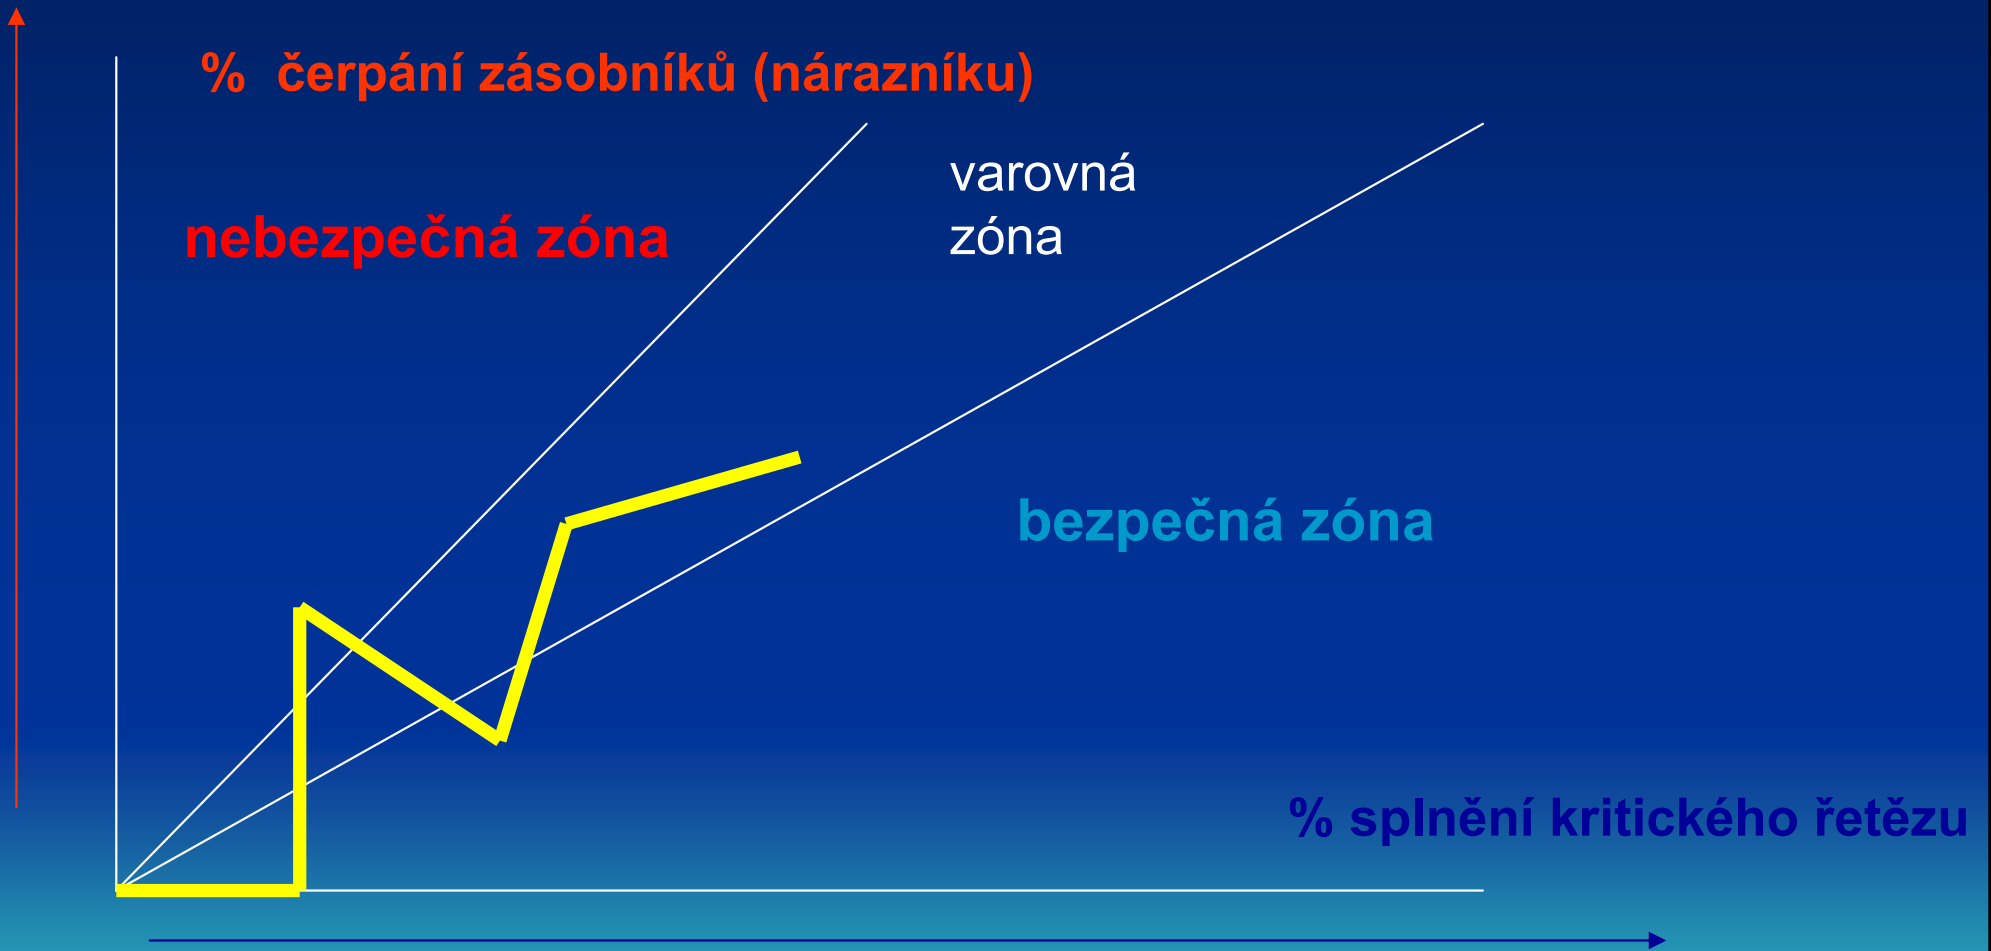 % čerpání zásobníků (nárazníku)
varovná
zóna
nebezpečná zóna
bezpečná zóna
% splnění kritického řetězu